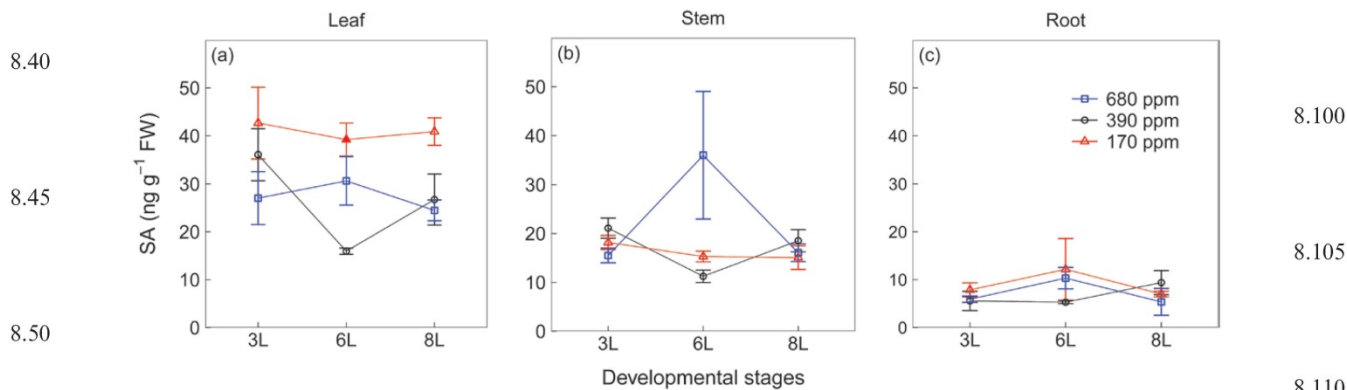 Leaf
Stem
Root
8.40
8.45
8.50
SA (ng g⁻¹ FW)
(a)
50
40
30
20
10
0
3L
6L
8L
(b)
50
40
30
20
10
0
3L
6L
8L
(c)
50
40
30
20
10
0
3L
6L
8L
680 ppm
390 ppm
170 ppm
Developmental stages
8.100
8.105